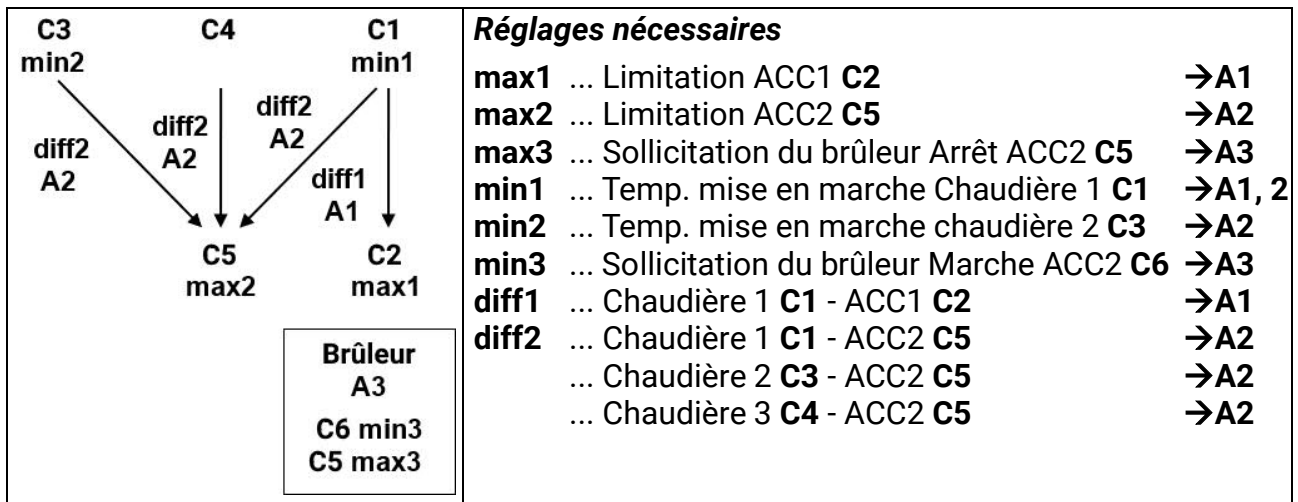 C3 C4 C1
min2 min1
diff2
diff2
A2
diff2
A2
A2
diff1
A1
C5 C2
max2 max1
Brûleur
A3
C6 min3
C5 max3
Réglages nécessaires
max1 ... Limitation ACC1 C2 →A1
max2 ... Limitation ACC2 C5 →A2
max3 ... Sollicitation du brûleur Arrêt ACC2 C5 →A3
min1 ... Temp. mise en marche Chaudière 1 C1 →A1, 2
min2 ... Temp. mise en marche chaudière 2 C3 →A2
min3 ... Sollicitation du brûleur Marche ACC2 C6 →A3
diff1 ... Chaudière 1 C1 - ACC1 C2 →A1
diff2 ... Chaudière 1 C1 - ACC2 C5 →A2
... Chaudière 2 C3 - ACC2 C5 →A2
... Chaudière 3 C4 - ACC2 C5 →A2